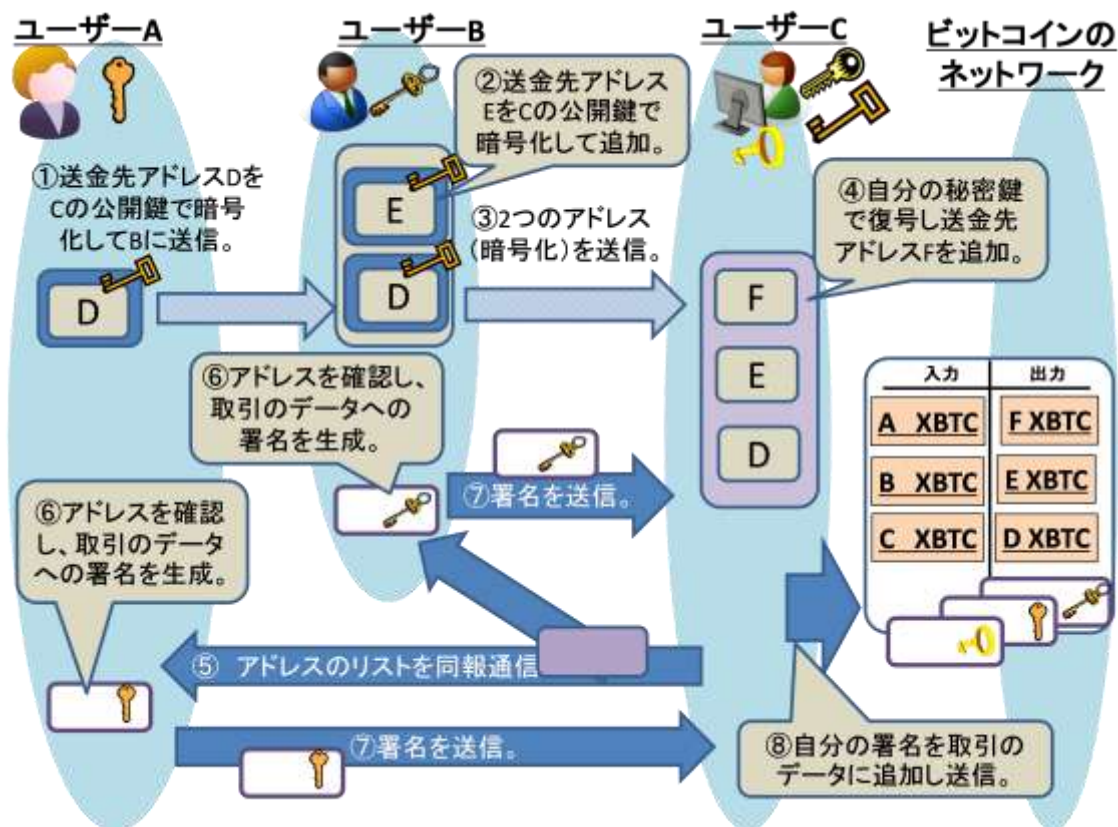 ユーザーA
ユーザーB
ユーザーC
ビットコインの
ネットワーク
①送金先アドレスDを
Cの公開鍵で暗号
化してBに送信。
D
②送金先アドレス
EをCの公開鍵で
暗号化して追加。
E
D
③2つのアドレス
(暗号化)を送信。
④自分の秘密鍵
で復号し送金先
アドレスFを追加。
F
E
D
⑤ アドレスのリストを同報通信
⑥アドレスを確認し、
取引のデータへの
署名を生成。
⑥アドレスを確認
し、取引のデータ
への署名を生成。
⑦署名を送信。
⑦署名を送信。
⑧自分の署名を取引の
データに追加し送信。
入力 出力
A XBTC F XBTC
B XBTC E XBTC
C XBTC D XBTC